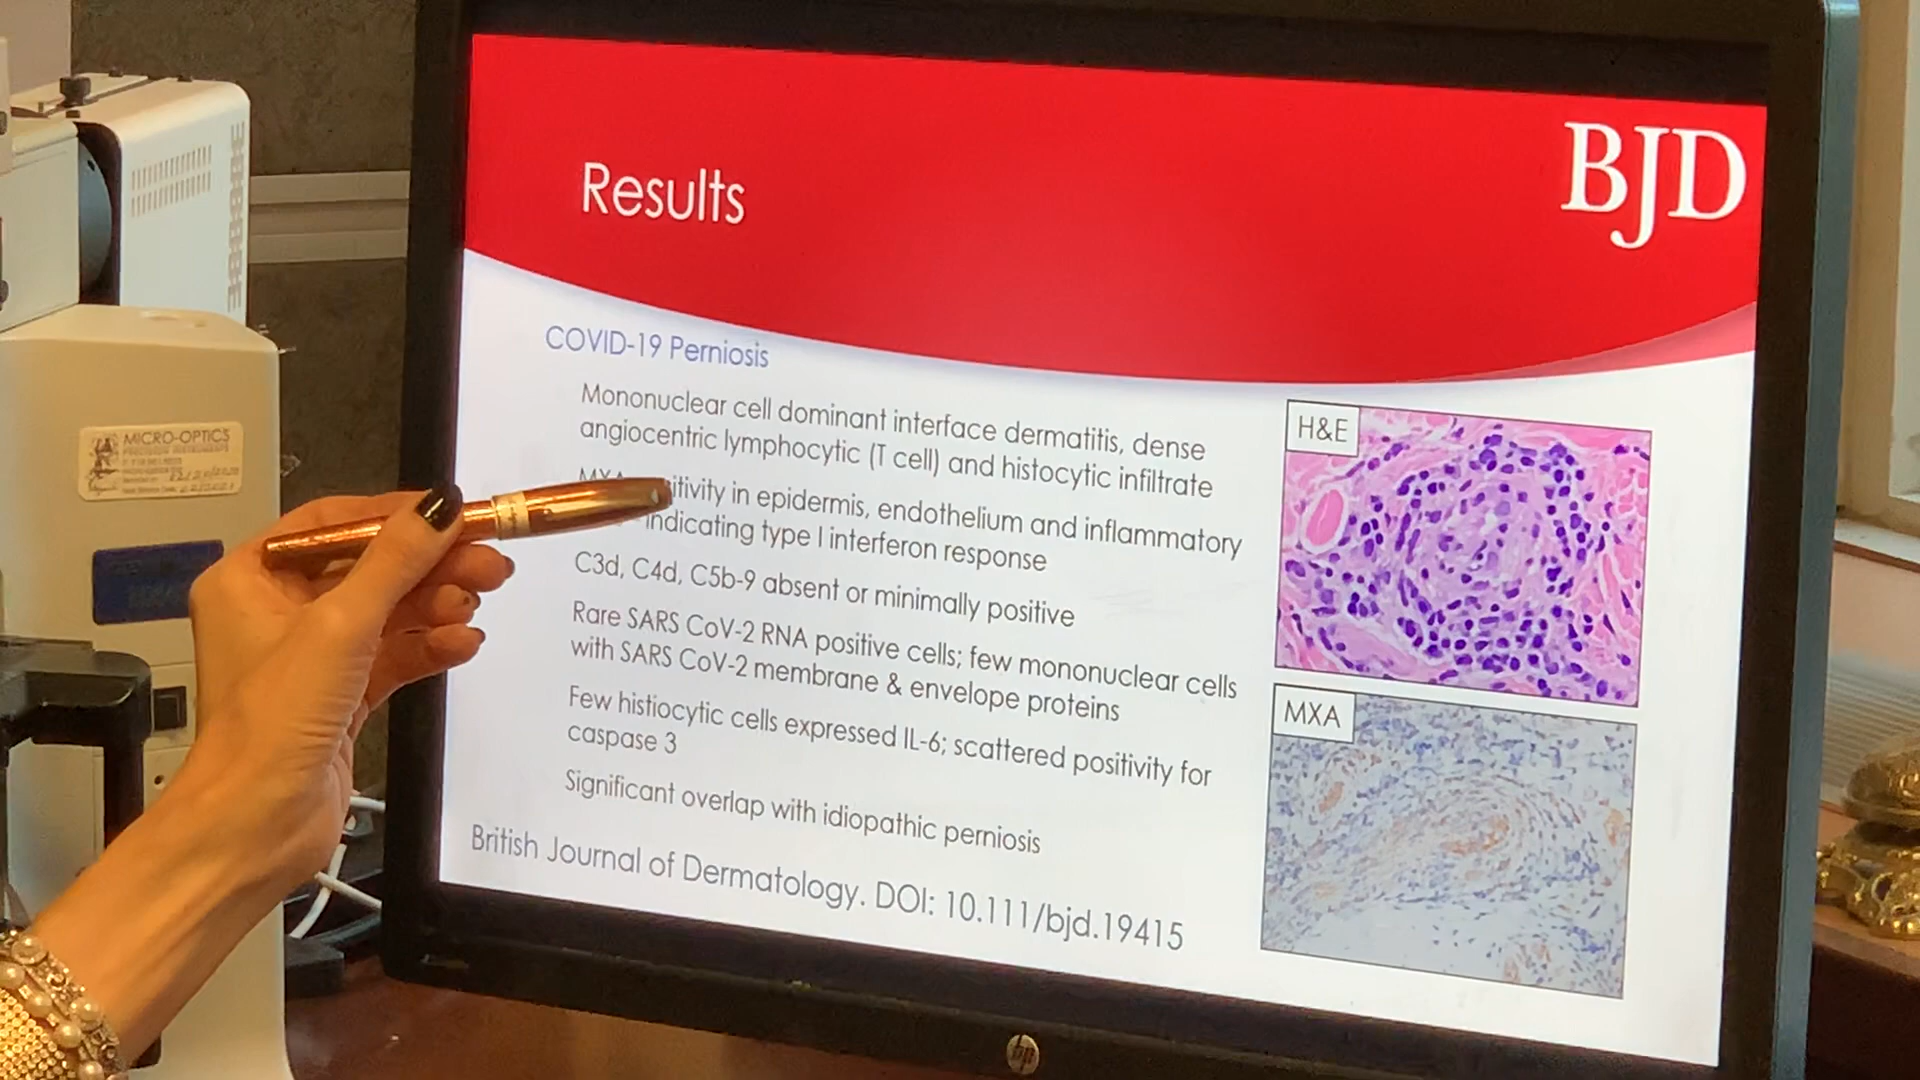 BJD
Results
COVID-19 Perniosis
Mononuclear cell dominant interface dermatitis, dense
angiocentric lymphocytic (T cell) and histocytic infiltrate
MXA in epidermis, endothelium and inflammatory
indicating type I interferon response
C3d, C4d, C5b-9 absent or minimally positive
Rare SARS CoV-2 RNA positive cells; few mononuclear cells
with SARS CoV-2 membrane & envelope proteins
Few histiocytic cells expressed IL-6; scattered positivity for
caspase 3
Significant overlap with idiopathic perniosis
British Journal of Dermatology. DOI: 10.111/bjd.19415
H&E
MXA
MICRO-OPTICS
PRECISION INSTRUMENTS
hp